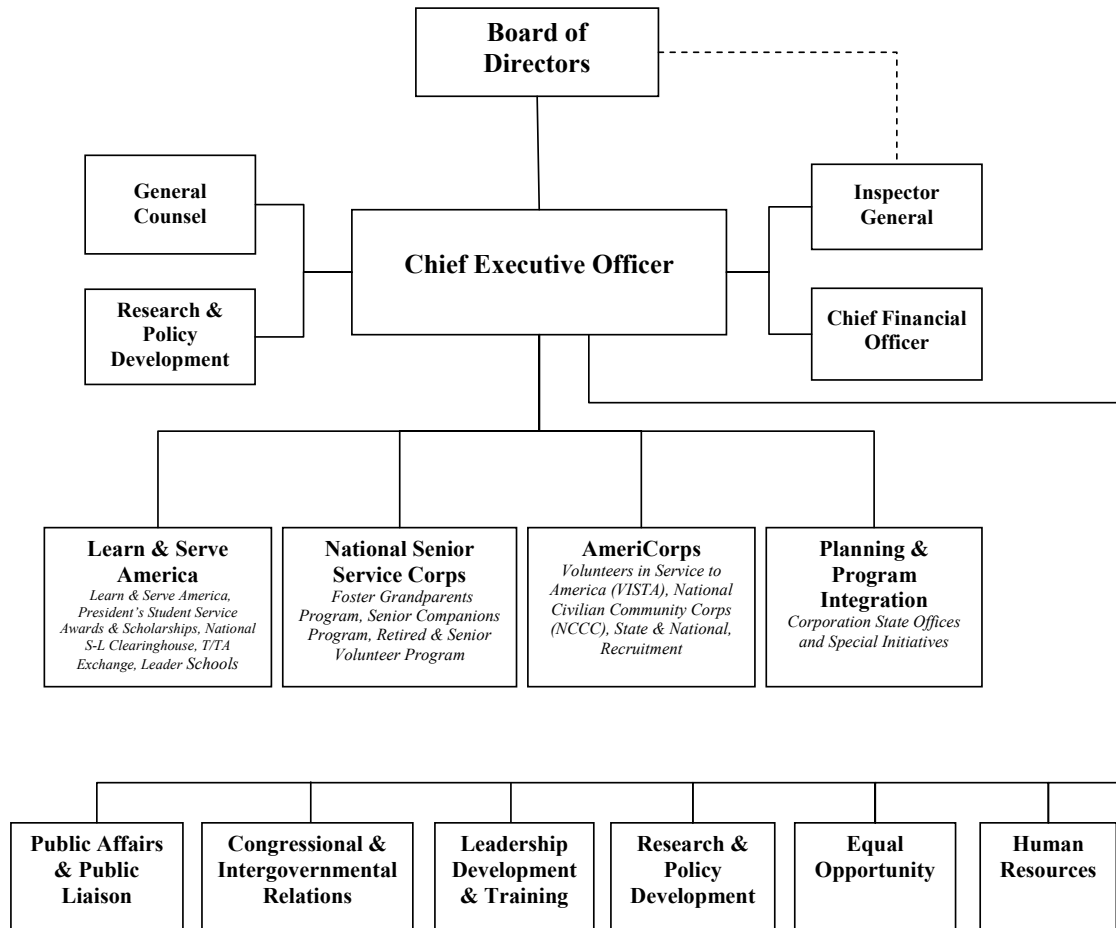 Board of
Directors
General
Counsel
Inspector
General
Chief Executive Officer
Research &
Policy
Development
Chief Financial
Officer
Learn & Serve
America
Learn & Serve America,
President's Student Service
Awards & Scholarships, National
S-L Clearinghouse, T/TA
Exchange, Leader Schools
National Senior
Service Corps
Foster Grandparents
Program, Senior Companions
Program, Retired & Senior
Volunteer Program
AmeriCorps
Volunteers in Service to
America (VISTA), National
Civilian Community Corps
(NCCC), State & National,
Recruitment
Planning &
Program
Integration
Corporation State Offices
and Special Initiatives
Public Affairs
& Public
Liaison
Congressional &
Intergovernmental
Relations
Leadership
Development
& Training
Research &
Policy
Development
Equal
Opportunity
Human
Resources